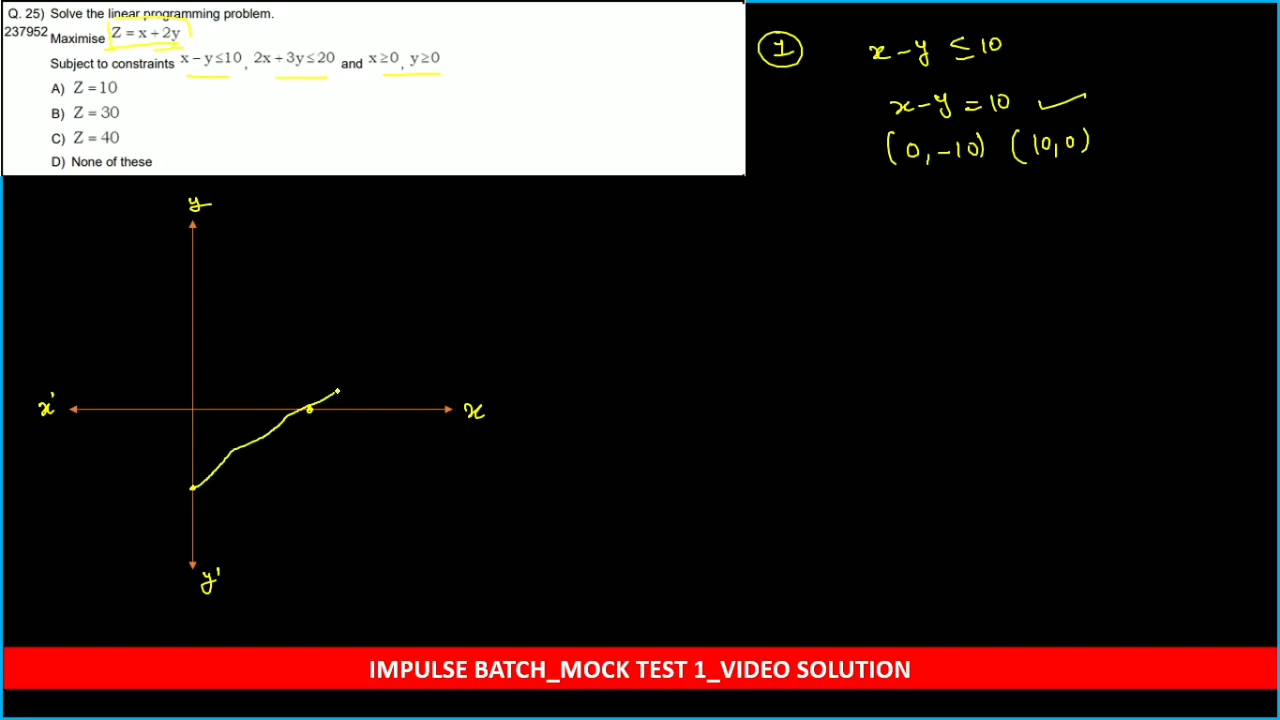 Q. 25) Solve the linear programming problem.
237952
Maximise Z = x + 2y
Subject to constraints x − y ≤ 10 , 2x + 3y ≤ 20 and x ≥ 0 , y ≥ 0
A) Z = 10
B) Z = 30
C) Z = 40
D) None of these
1 x − y ≤ 10
x − y = 10 ✓
(0, −10) (10, 0)
y
x' x
y'
IMPULSE BATCH_MOCK TEST 1_VIDEO SOLUTION